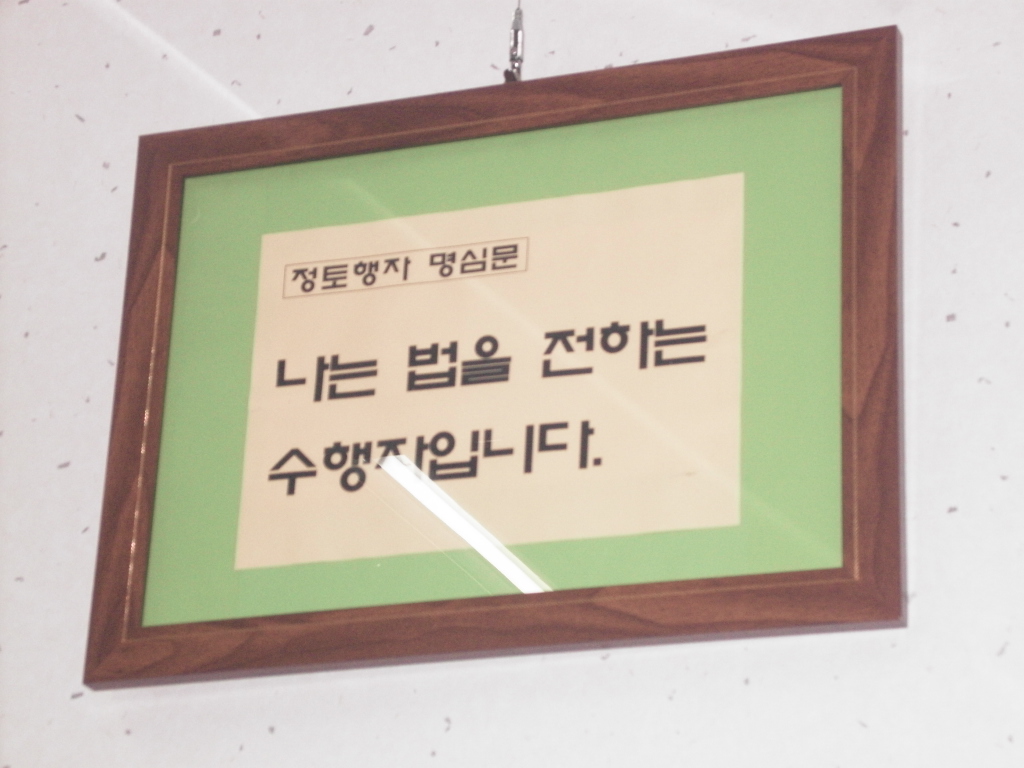 정토행자 명심문
나는 법을 전하는
수행자입니다.